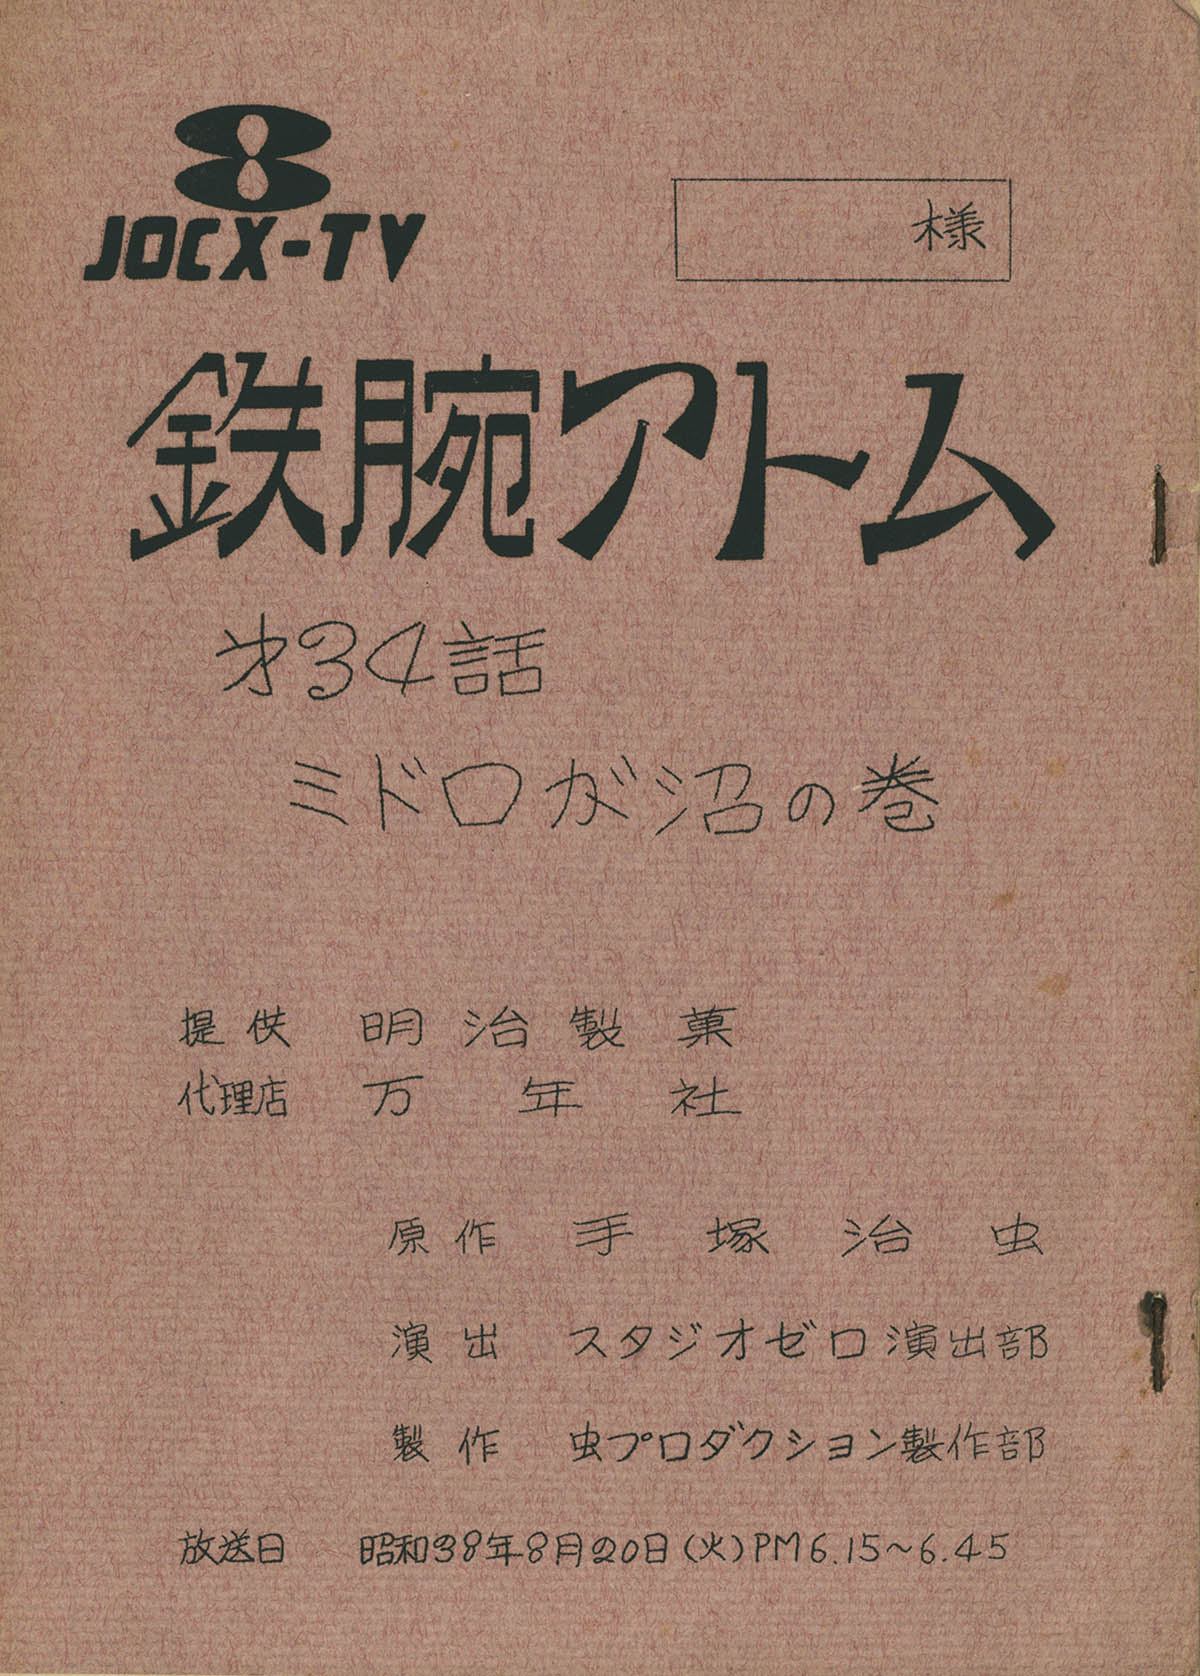 8
JOCX-TV
様
鉄腕アトム
才34話
ミドロが沼の巻
提供 明治製菓
代理店 万年社
原作 手塚治虫
演出 スタジオゼロ演出部
製作 虫プロダクション製作部
放送日 昭和38年8月20日(火)PM6.15~6.45